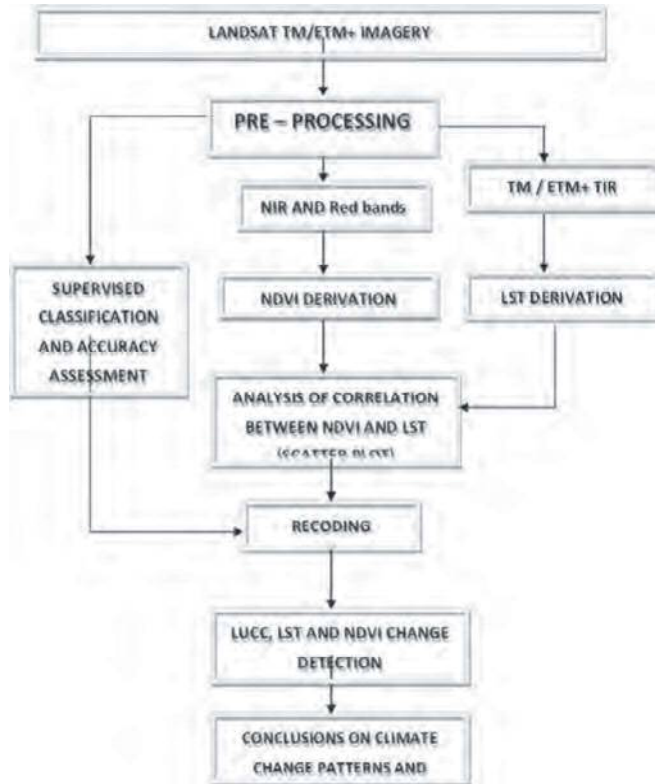 LANDSAT TM/ETM+ IMAGERY
PRE – PROCESSING
NIR AND Red bands
TM / ETM+ TIR
SUPERVISED
CLASSIFICATION
AND ACCURACY
ASSESSMENT
NDVI DERIVATION
LST DERIVATION
ANALYSIS OF CORRELATION
BETWEEN NDVI AND LST
(SCATTER PLOT)
RECODING
LUCC, LST AND NDVI CHANGE
DETECTION
CONCLUSIONS ON CLIMATE
CHANGE PATTERNS AND